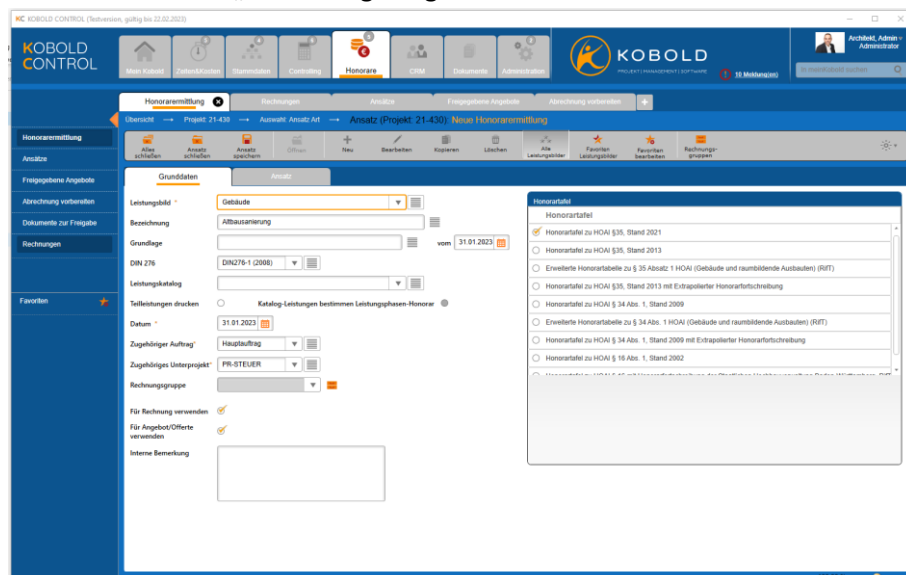 KC KOBOLD CONTROL (Testversion, gültig bis 22.02.2023)
KOBOLD CONTROL
Mein Kobold
Zeiten&Kosten
Stammdaten
Controlling
Honorare
CRM
Dokumente
Administration
KOBOLD
PROJEKT | MANAGEMENT | SOFTWARE
10 Meldung(en)
Architekt, Admin
Administrator
In meinKobold suchen
Honorarermittlung
Rechnungen
Ansätze
Freigegebene Angebote
Abrechnung vorbereiten
Übersicht → Projekt: 21-430 → Auswahl: Ansatz Art → Ansatz (Projekt: 21-430): Neue Honorarermittlung
Honorarermittlung
Ansätze
Freigegebene Angebote
Abrechnung vorbereiten
Dokumente zur Freigabe
Rechnungen
Favoriten
Alles schließen
Ansatz schließen
Ansatz speichern
Öffnen
Neu
Bearbeiten
Kopieren
Löschen
Alle Leistungsbilder
Favoriten Leistungsbilder
Favoriten bearbeiten
Rechnungs-gruppen
Grunddaten
Ansatz
Leistungsbild * Gebäude
Bezeichnung Altbausanierung
Grundlage vom 31.01.2023
DIN 276 DIN276-1 (2008)
Leistungskatalog
Teilleistungen drucken Katalog-Leistungen bestimmen Leistungsphasen-Honorar
Datum * 31.01.2023
Zugehöriger Auftrag* Hauptauftrag
Zugehöriges Unterprojekt* PR-STEUER
Rechnungsgruppe
Für Rechnung verwenden
Für Angebot/Offerte verwenden
Interne Bemerkung
Honorartafel
Honorartafel
Honorartafel zu HOAI §35, Stand 2021
Honorartafel zu HOAI §35, Stand 2013
Erweiterte Honorartabelle zu § 35 Absatz 1 HOAI (Gebäude und raumbildende Ausbauten) (RifT)
Honorartafel zu HOAI §35, Stand 2013 mit Extrapolierter Honorarfortschreibung
Honorartafel zu HOAI § 34 Abs. 1, Stand 2009
Erweiterte Honorartabelle zu § 34 Abs. 1 HOAI (Gebäude und raumbildende Ausbauten) (RifT)
Honorartafel zu HOAI § 34 Abs. 1, Stand 2009 mit Extrapolierter Honorarfortschreibung
Honorartafel zu HOAI § 16 Abs. 1, Stand 2002